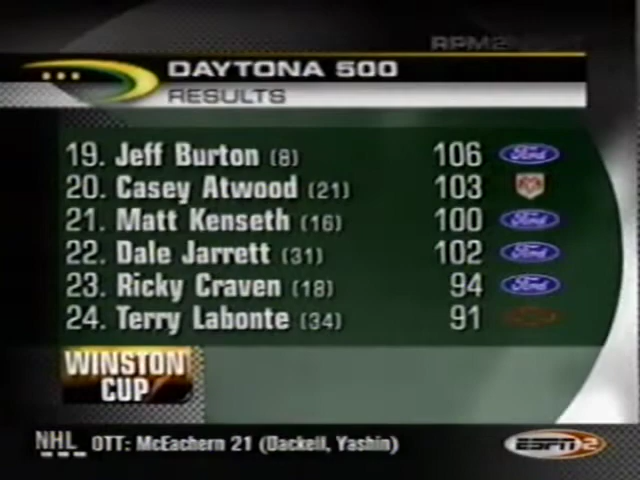 RPM2
DAYTONA 500
RESULTS
19. Jeff Burton (8) 106 Ford
20. Casey Atwood (21) 103
21. Matt Kenseth (16) 100 Ford
22. Dale Jarrett (31) 102 Ford
23. Ricky Craven (18) 94 Ford
24. Terry Labonte (34) 91
WINSTON
CUP
NHL OTT: McEachern 21 (Dackell, Yashin) ESPN2